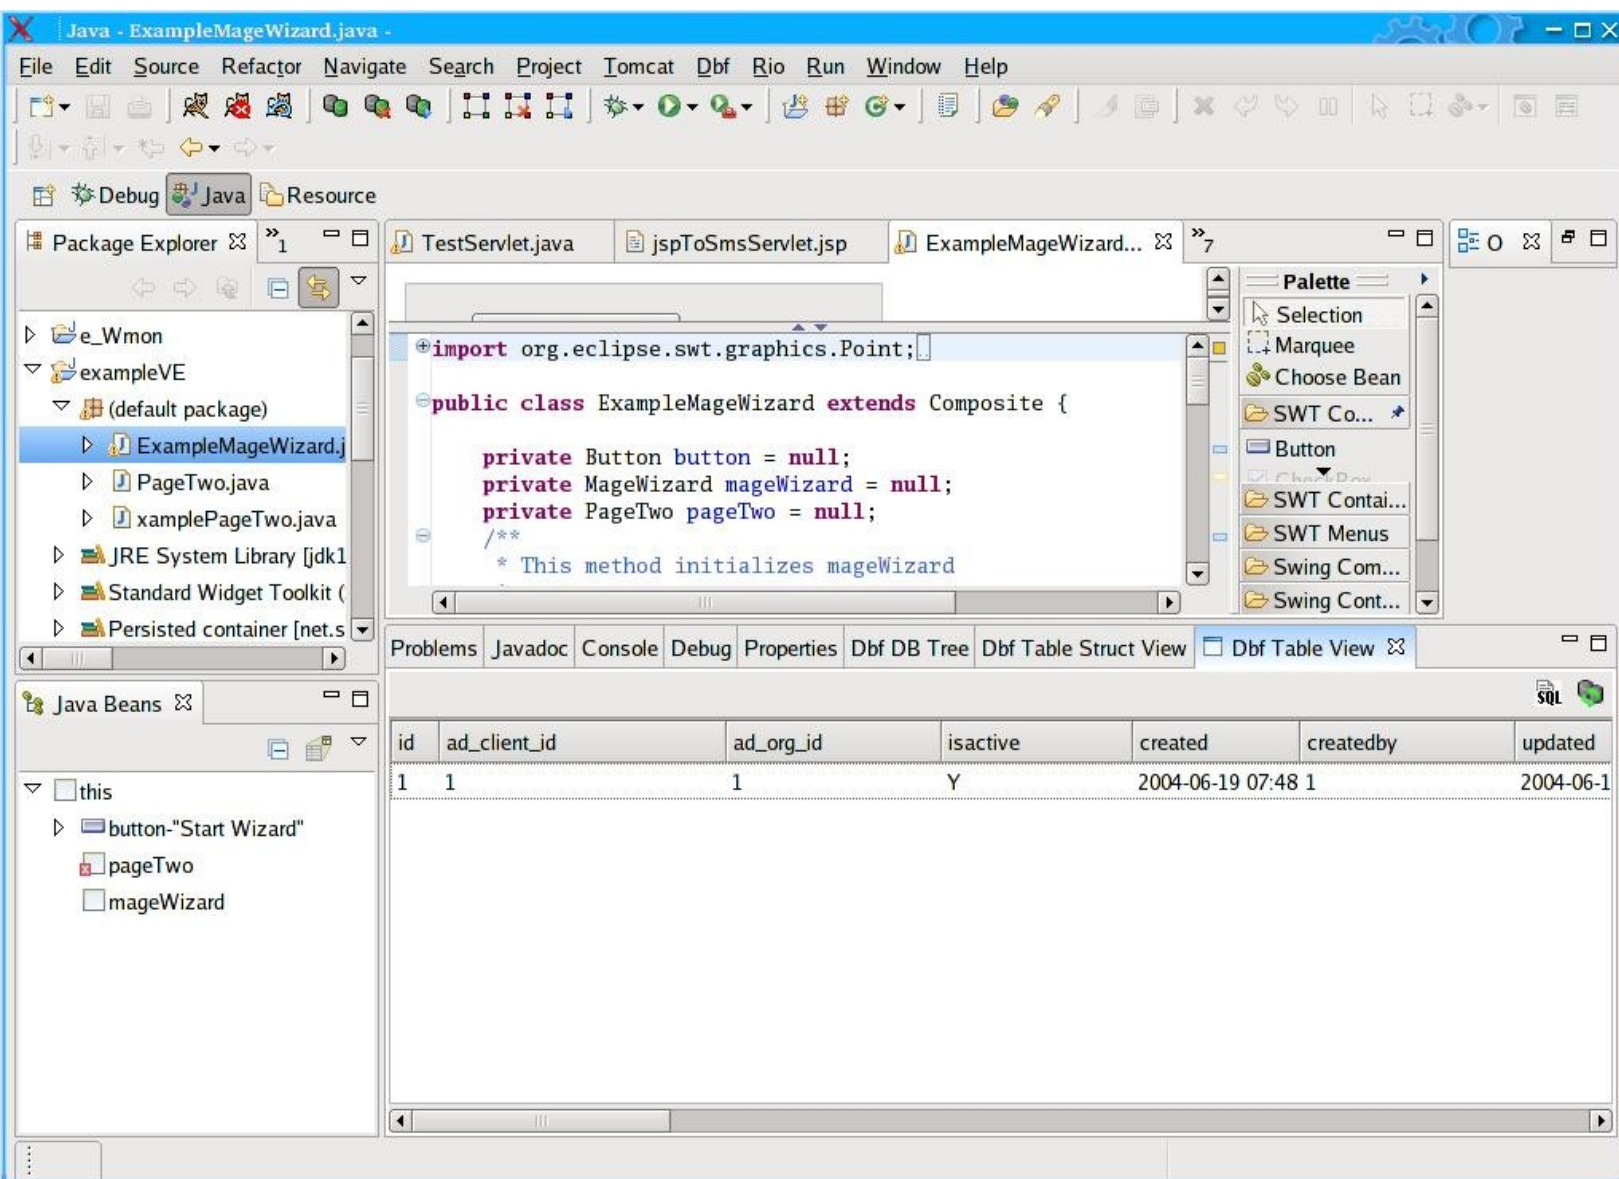 Java - ExampleMageWizard.java -
File Edit Source Refactor Navigate Search Project Tomcat Dbf Rio Run Window Help
Debug Java Resource
Package Explorer »1
TestServlet.java jspToSmsServlet.jsp ExampleMageWizard... »7
O
e_Wmon
exampleVE
(default package)
ExampleMageWizard.j
PageTwo.java
xamplePageTwo.java
JRE System Library [jdk1
Standard Widget Toolkit (
Persisted container [net.s
import org.eclipse.swt.graphics.Point;
public class ExampleMageWizard extends Composite {
private Button button = null;
private MageWizard mageWizard = null;
private PageTwo pageTwo = null;
/**
* This method initializes mageWizard
Palette
Selection
Marquee
Choose Bean
SWT Co...
Button
CheckBox
SWT Contai...
SWT Menus
Swing Com...
Swing Cont...
Problems Javadoc Console Debug Properties Dbf DB Tree Dbf Table Struct View Dbf Table View
SQL
id ad_client_id ad_org_id isactive created createdby updated
1 1 1 Y 2004-06-19 07:48 1 2004-06-1
Java Beans
this
button-"Start Wizard"
pageTwo
mageWizard